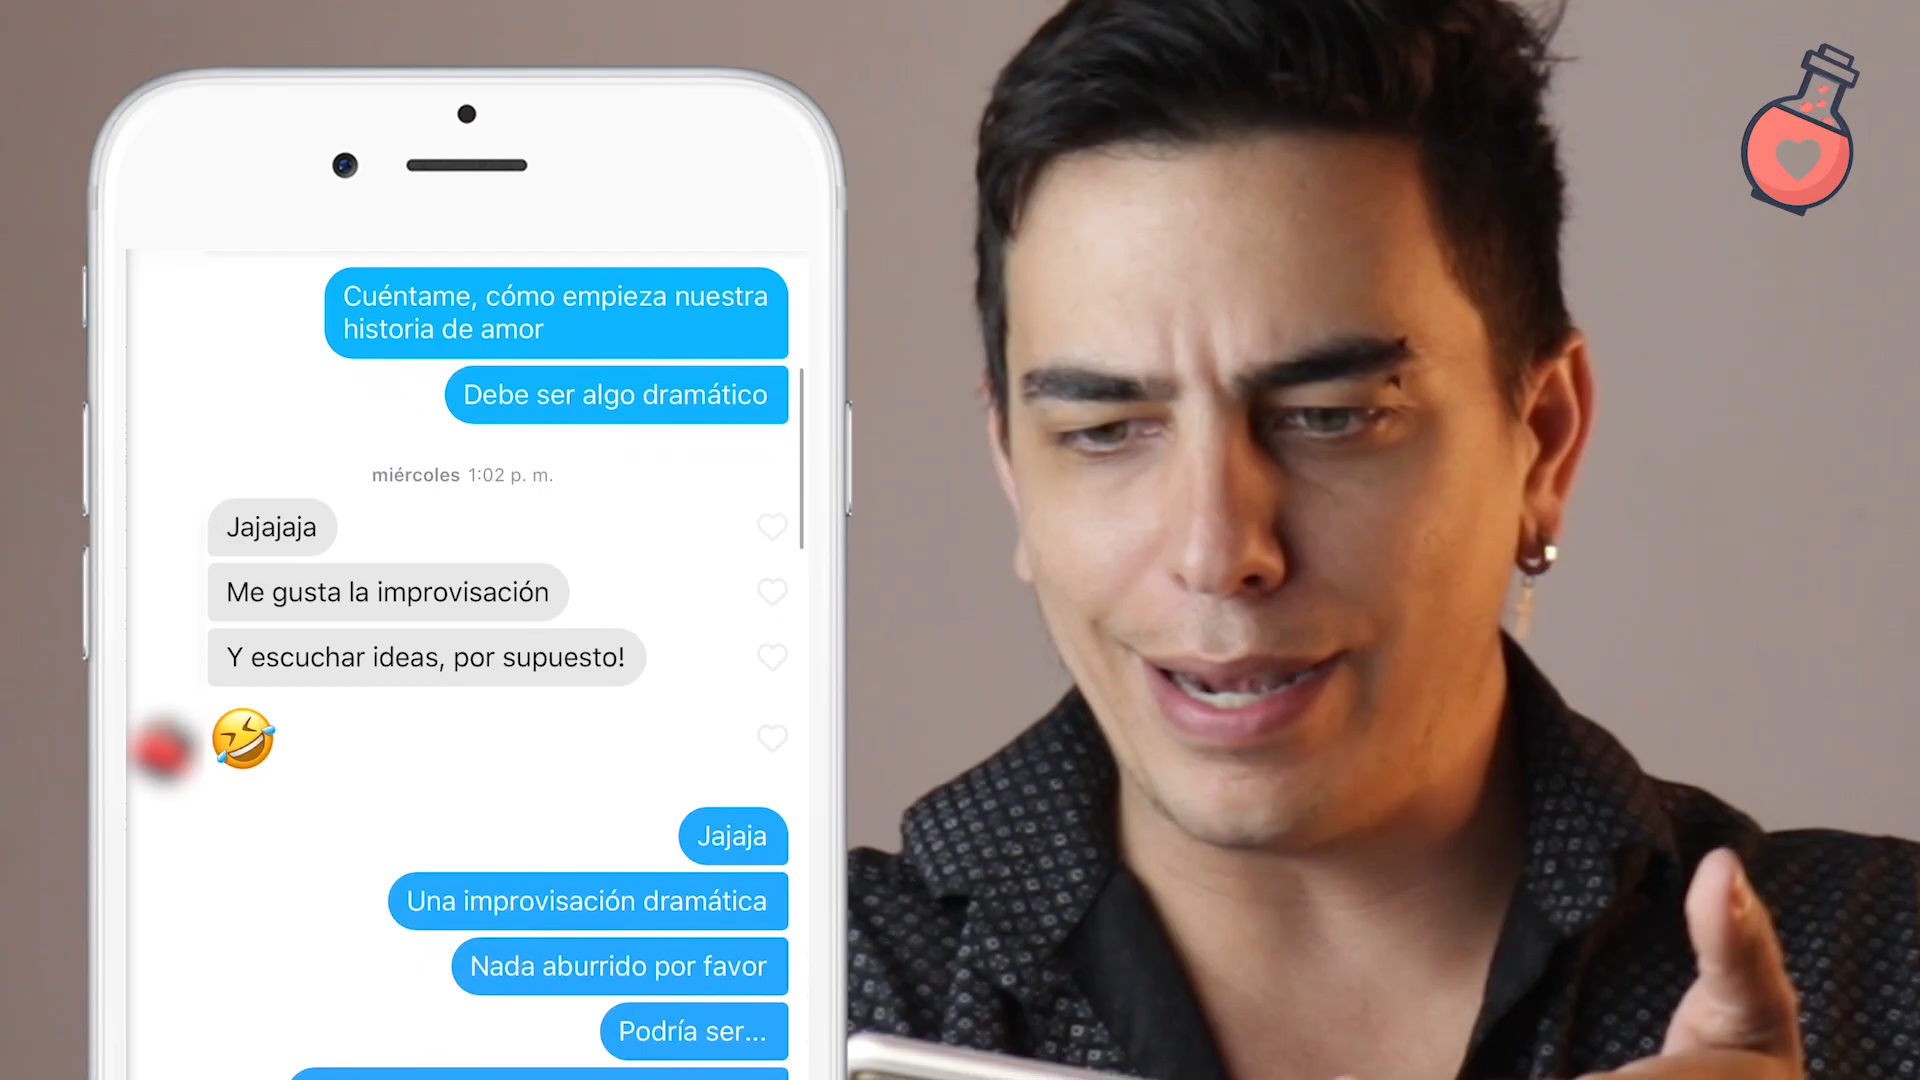 Cuéntame, cómo empieza nuestra
historia de amor
Debe ser algo dramático
miércoles 1:02 p. m.
Jajajaja
Me gusta la improvisación
Y escuchar ideas, por supuesto!
Jajaja
Una improvisación dramática
Nada aburrido por favor
Podría ser...